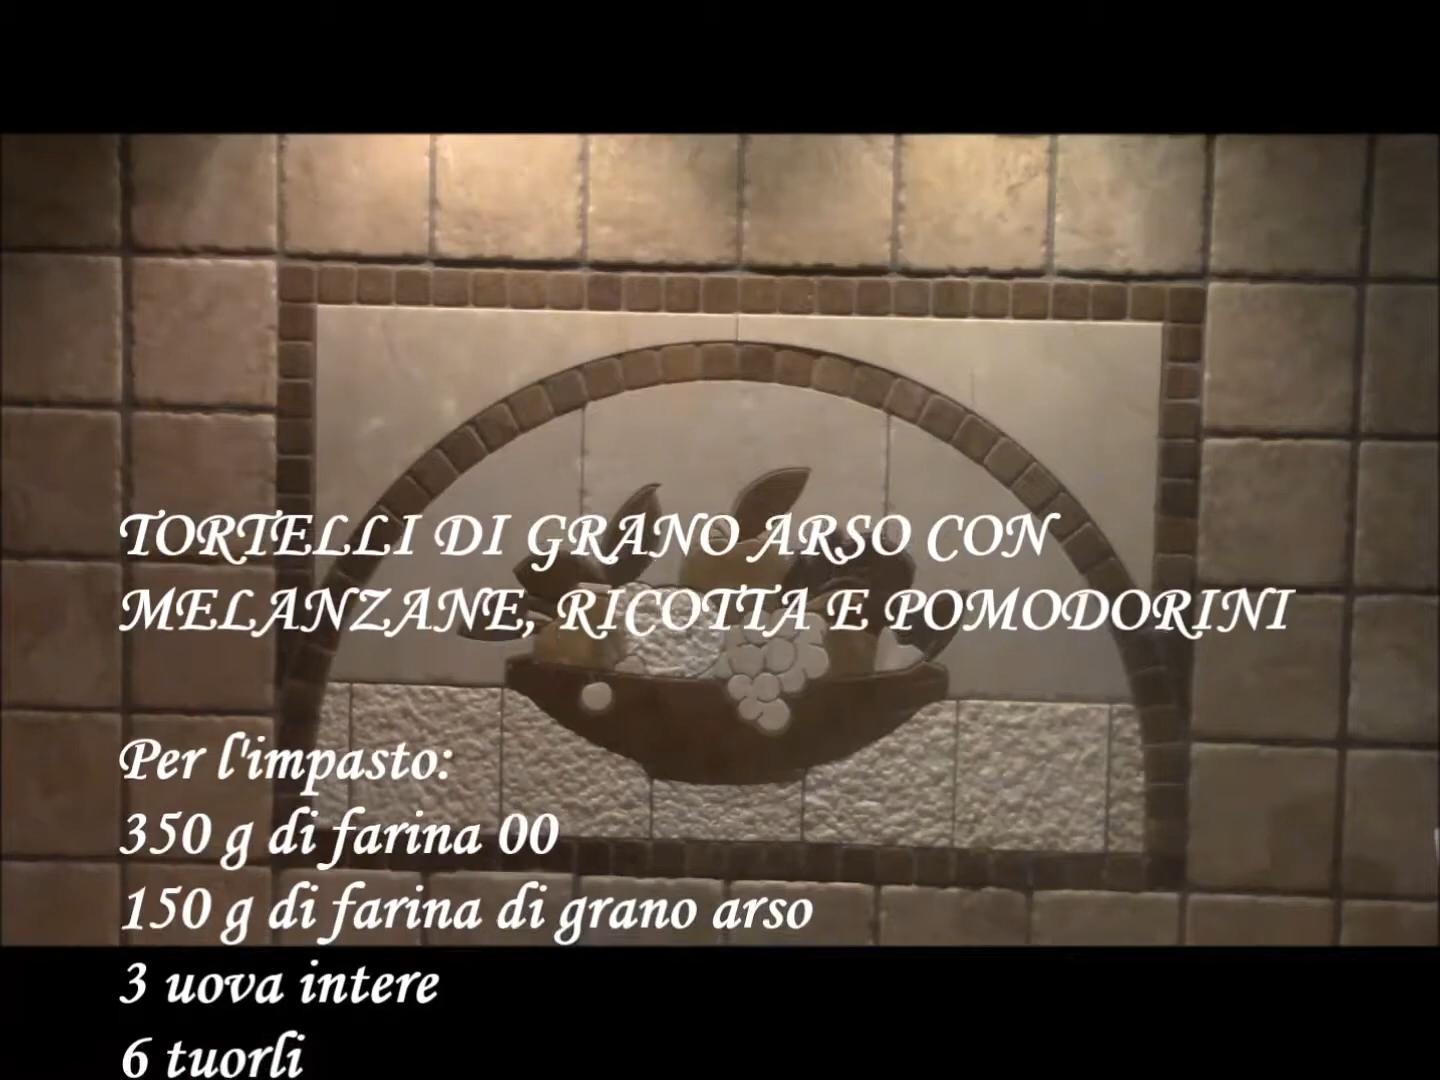 TORTELLI DI GRANO ARSO CON
MELANZANE, RICOTTA E POMODORINI
Per l'impasto:
350 g di farina 00
150 g di farina di grano arso
3 uova intere
6 tuorli